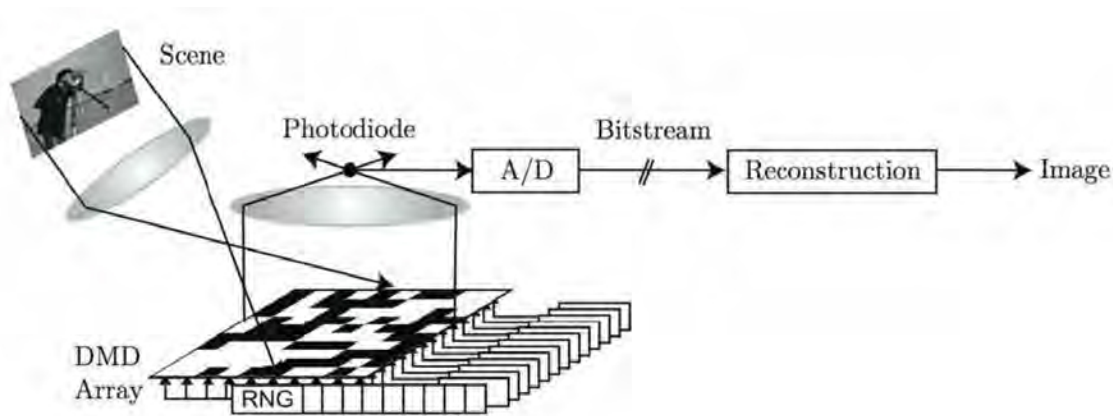 Scene
Photodiode
Bitstream
A/D
Reconstruction
Image
DMD
Array
RNG